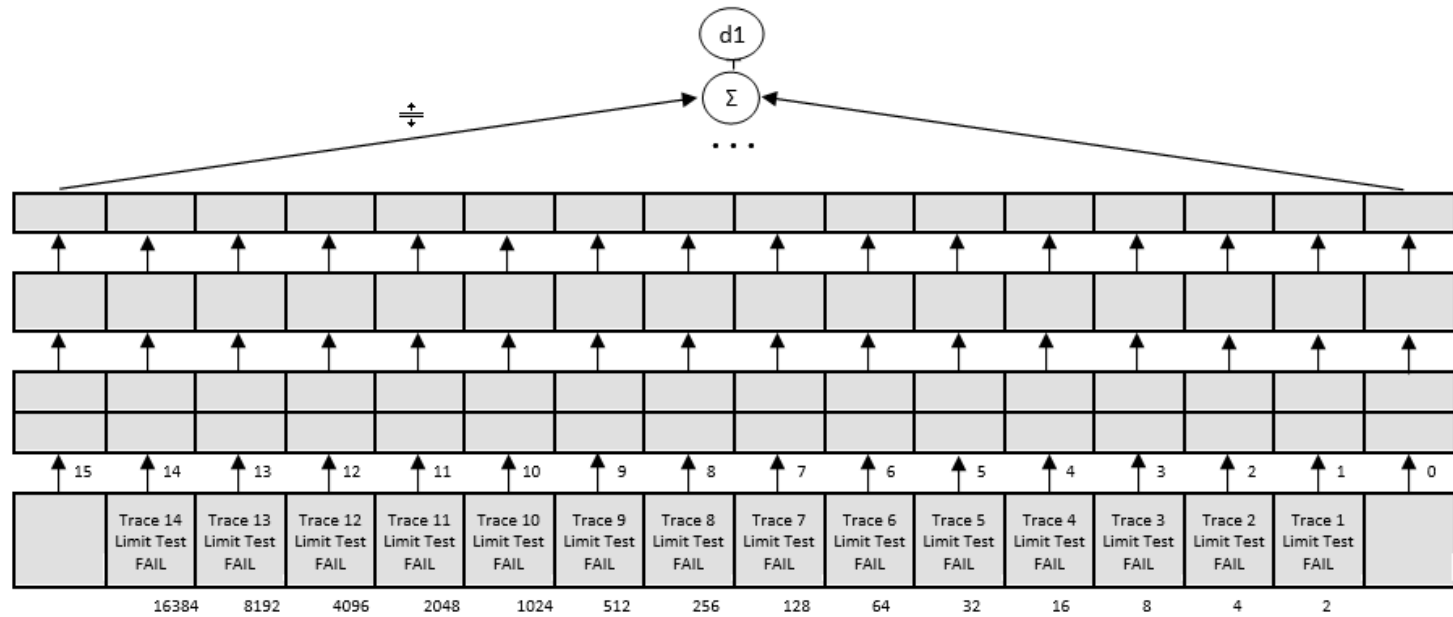 d1
Σ
...
15 14 13 12 11 10 9 8 7 6 5 4 3 2 1 0
Trace 14 Trace 13 Trace 12 Trace 11 Trace 10 Trace 9 Trace 8 Trace 7 Trace 6 Trace 5 Trace 4 Trace 3 Trace 2 Trace 1
Limit Test Limit Test Limit Test Limit Test Limit Test Limit Test Limit Test Limit Test Limit Test Limit Test Limit Test Limit Test Limit Test Limit Test
FAIL FAIL FAIL FAIL FAIL FAIL FAIL FAIL FAIL FAIL FAIL FAIL FAIL FAIL
16384 8192 4096 2048 1024 512 256 128 64 32 16 8 4 2